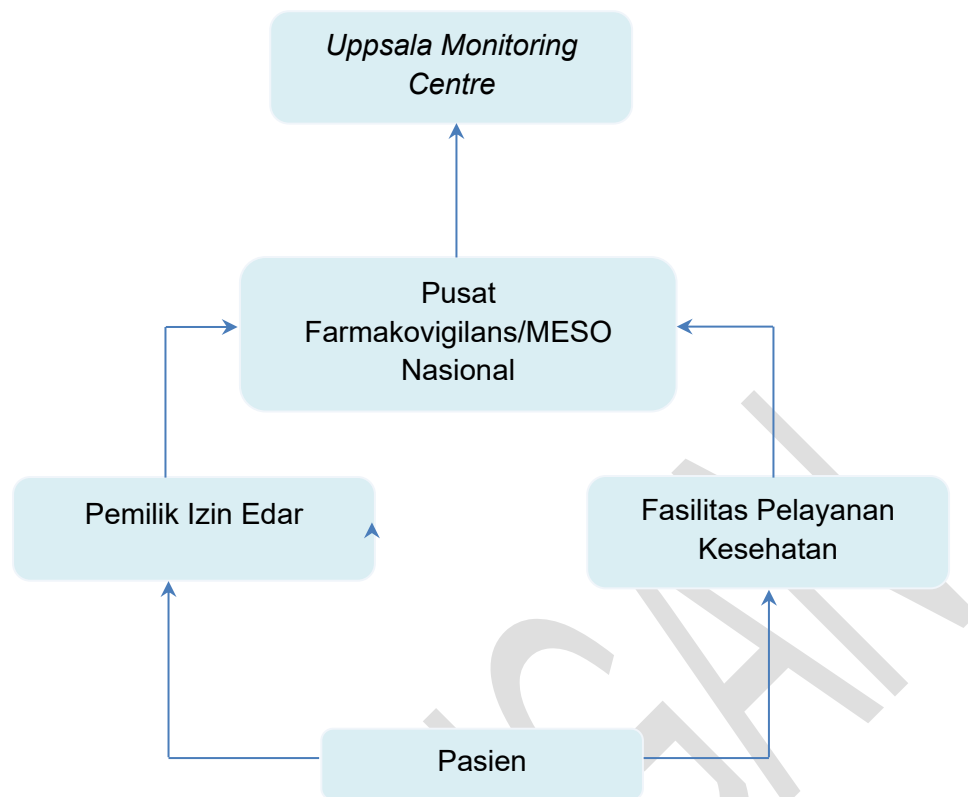 Uppsala Monitoring
Centre
Pusat
Farmakovigilans/MESO
Nasional
Pemilik Izin Edar
Fasilitas Pelayanan
Kesehatan
Pasien